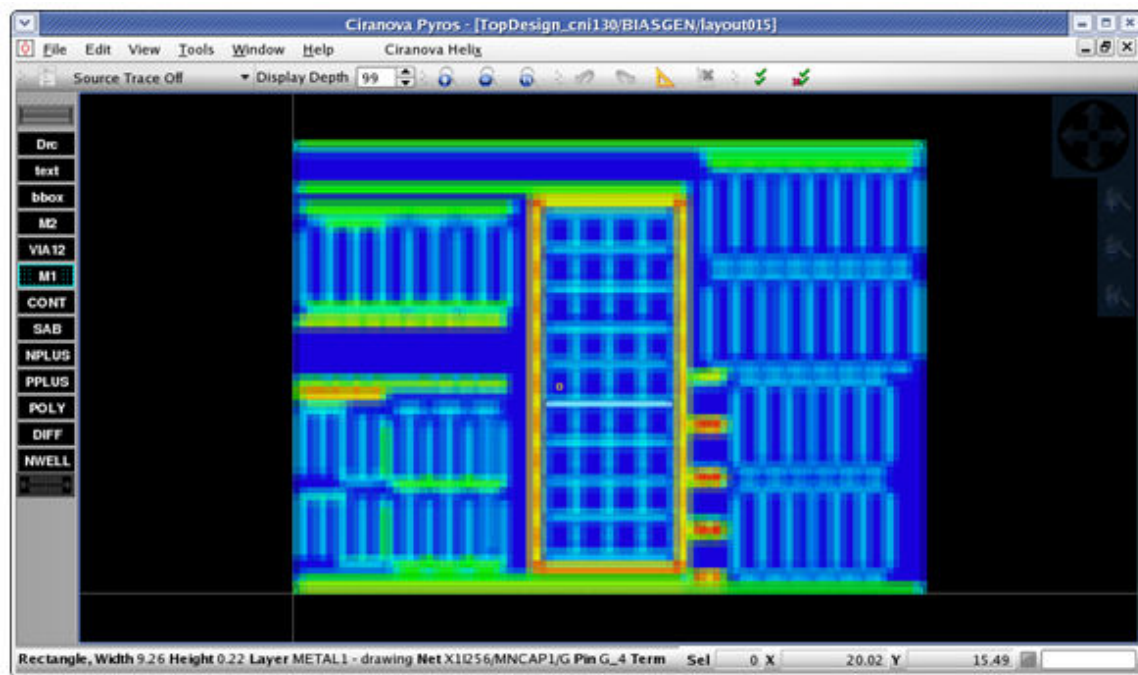 Ciranova Pyros - [TopDesign_cni130/BIASGEN/layout015]
File Edit View Tools Window Help Ciranova Helix
Source Trace Off Display Depth 99
Drc
text
bbox
M2
VIA12
M1
CONT
SAB
NPLUS
PPLUS
POLY
DIFF
NWELL
Rectangle, Width 9.26 Height 0.22 Layer METAL1 - drawing Net X1I256/MNCAP1/G Pin G_4 Term Sel 0 X 20.02 Y 15.49